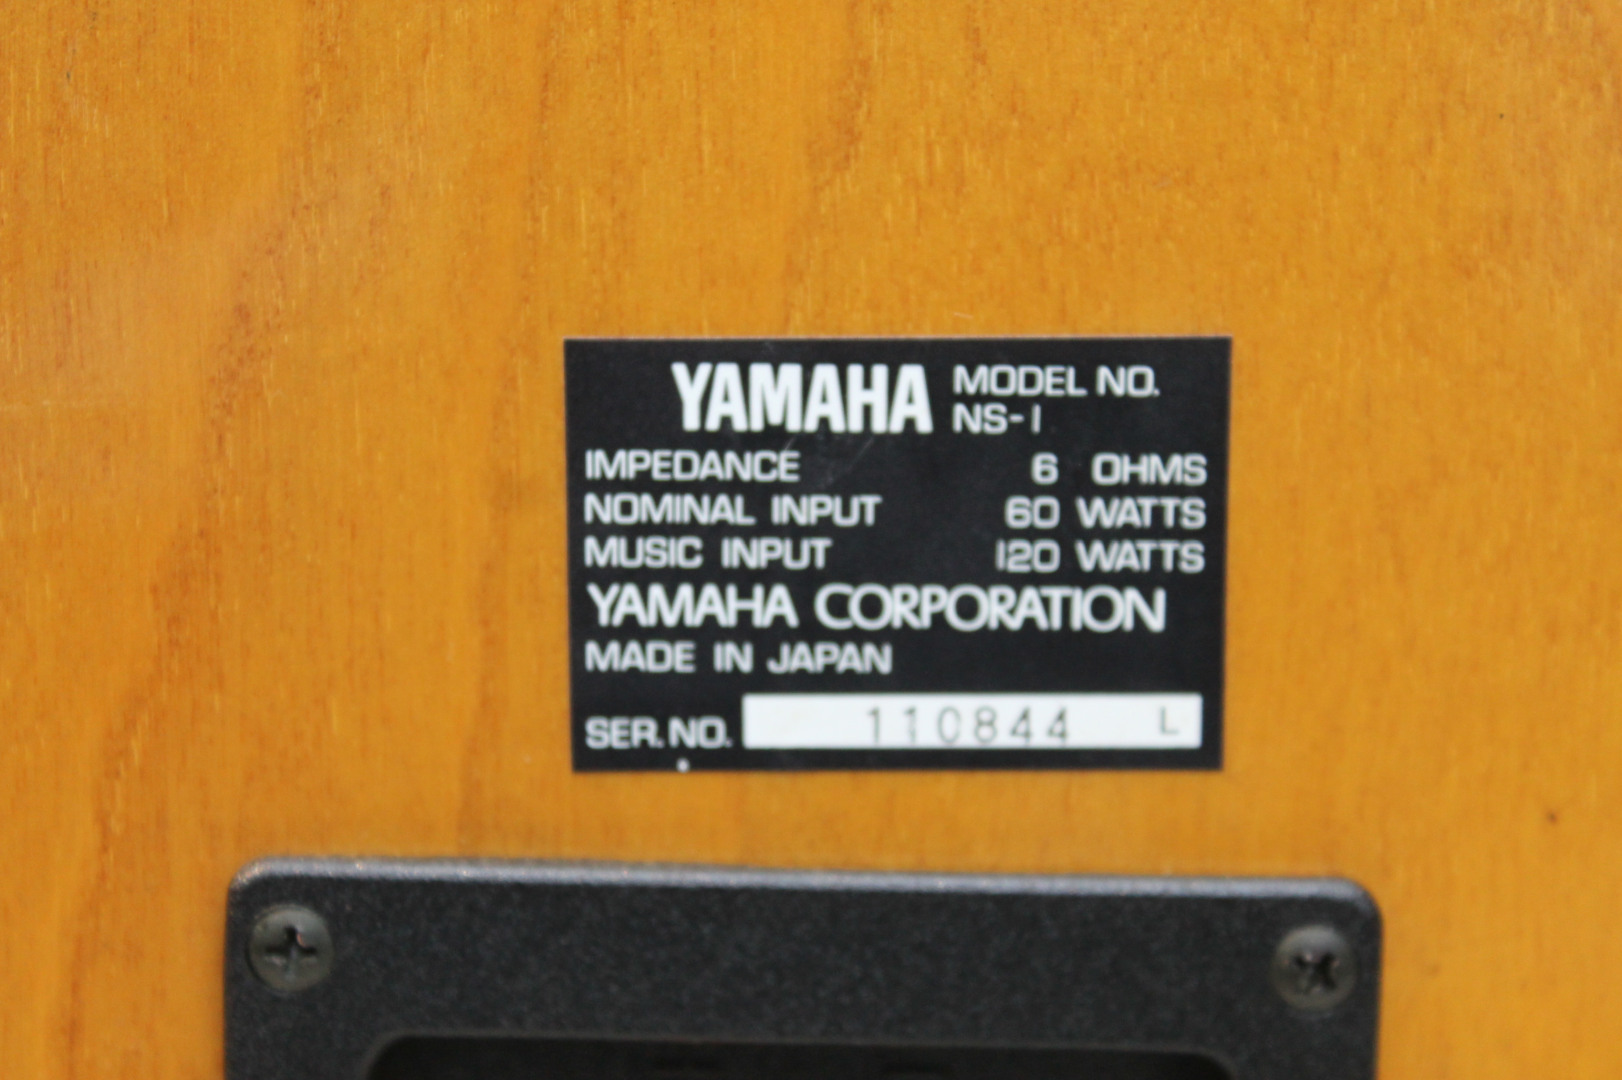 YAMAHA MODEL NO.
NS-1
IMPEDANCE 6 OHMS
NOMINAL INPUT 60 WATTS
MUSIC INPUT 120 WATTS
YAMAHA CORPORATION
MADE IN JAPAN
SER. NO. 110844 L